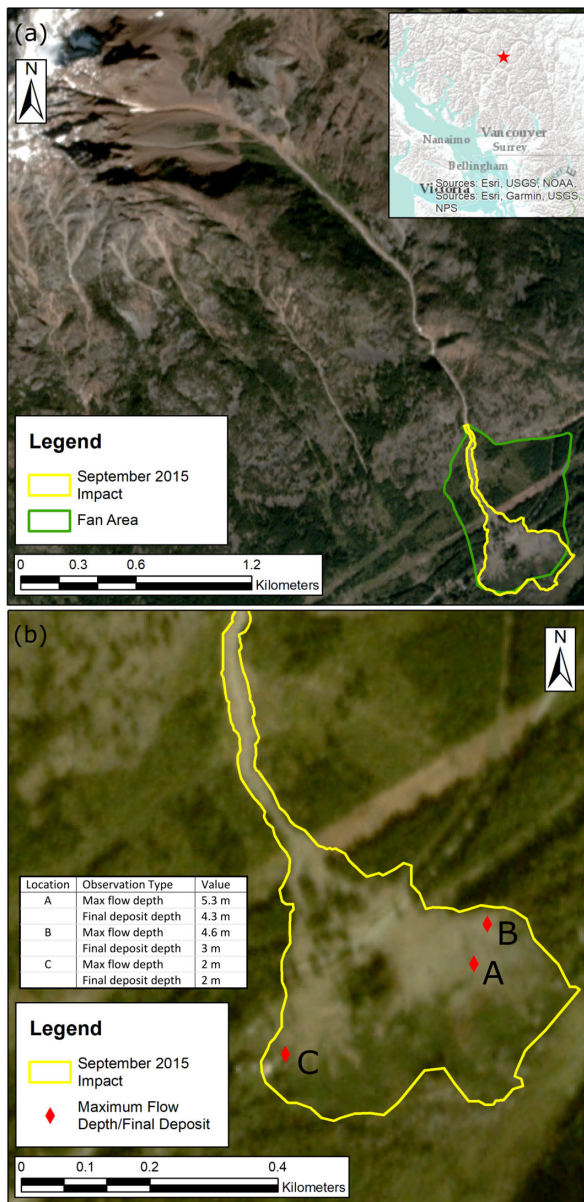 (a)
N
Nanaimo
Vancouver
Surrey
Bellingham
Victoria
E
Sources: Esri, USGS, NOAA,
Sources: Esri, Garmin, USGS,
NPS
Legend
September 2015
Impact
Fan Area
0 0.3 0.6 1.2
Kilometers
(b)
N
Location Observation Type Value
A Max flow depth 5.3 m
Final deposit depth 4.3 m
B Max flow depth 4.6 m
Final deposit depth 3 m
C Max flow depth 2 m
Final deposit depth 2 m
B
A
C
Legend
September 2015
Impact
Maximum Flow
Depth/Final Deposit
0 0.1 0.2 0.4
Kilometers